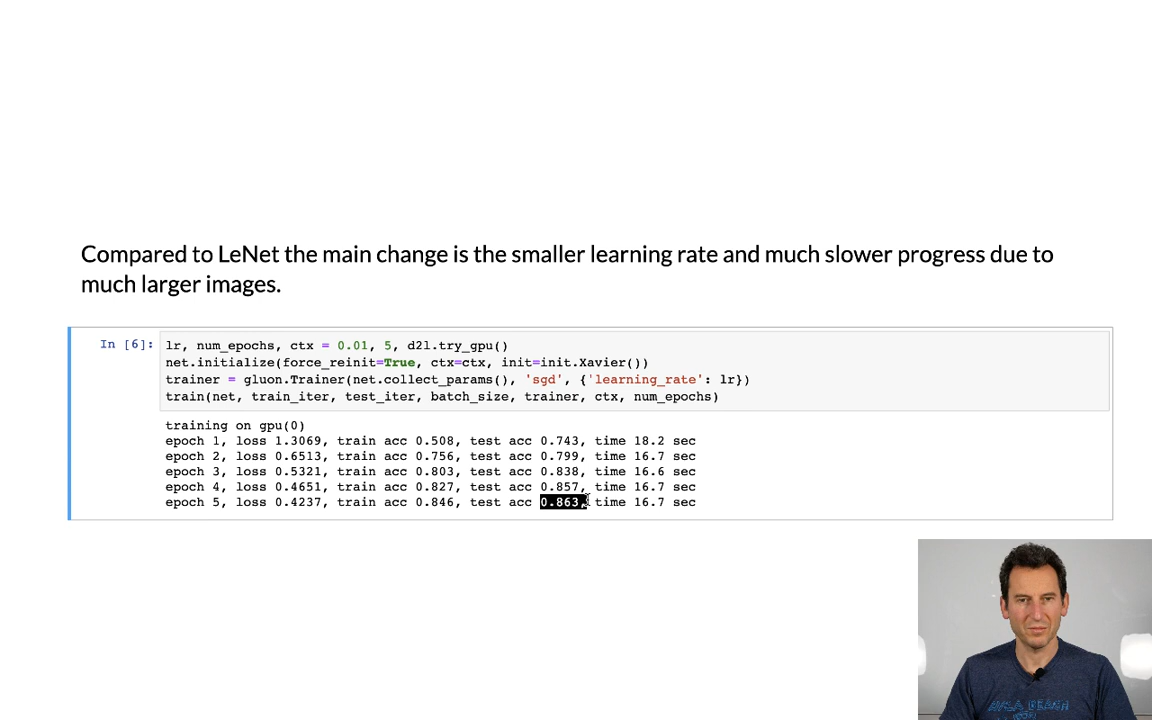 Compared to LeNet the main change is the smaller learning rate and much slower progress due to
much larger images.
In [6]:
lr, num_epochs, ctx = 0.01, 5, d2l.try_gpu()
net.initialize(force_reinit=True, ctx=ctx, init=init.Xavier())
trainer = gluon.Trainer(net.collect_params(), 'sgd', {'learning_rate': lr})
train(net, train_iter, test_iter, batch_size, trainer, ctx, num_epochs)
training on gpu(0)
epoch 1, loss 1.3069, train acc 0.508, test acc 0.743, time 18.2 sec
epoch 2, loss 0.6513, train acc 0.756, test acc 0.799, time 16.7 sec
epoch 3, loss 0.5321, train acc 0.803, test acc 0.838, time 16.6 sec
epoch 4, loss 0.4651, train acc 0.827, test acc 0.857, time 16.7 sec
epoch 5, loss 0.4237, train acc 0.846, test acc 0.863, time 16.7 sec